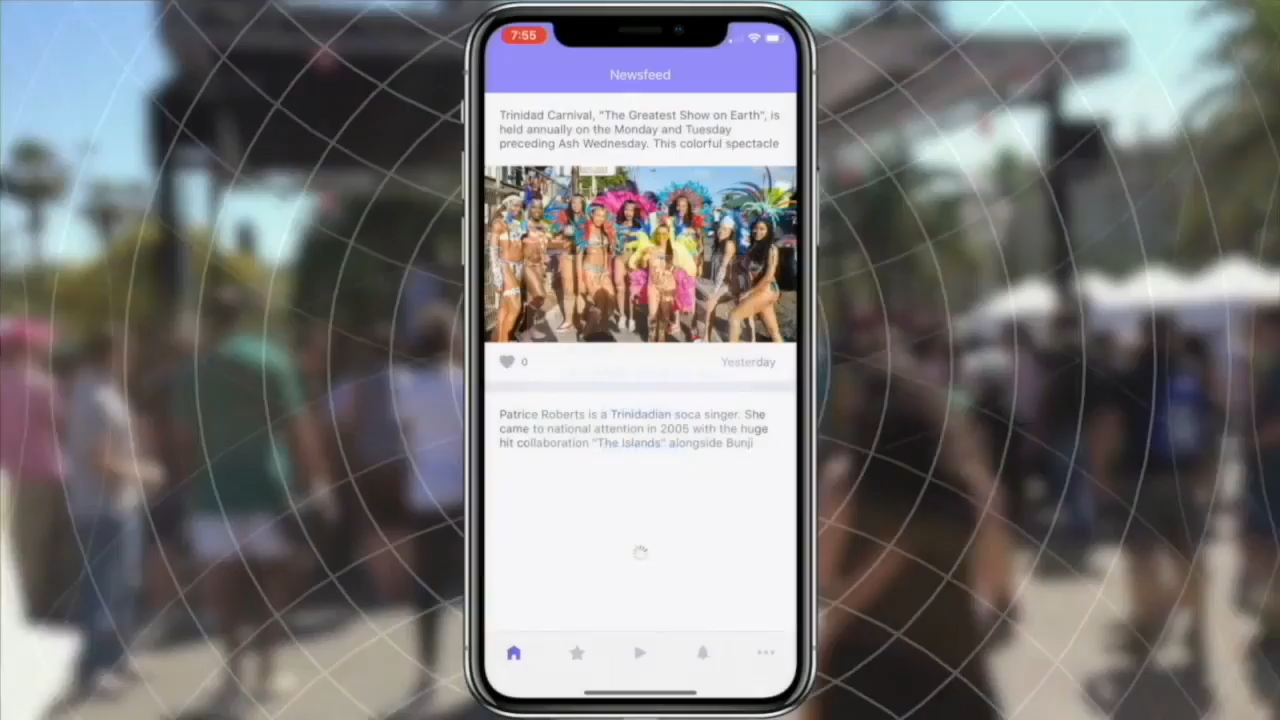 7:55
Newsfeed
Trinidad Carnival, "The Greatest Show on Earth", is
held annually on the Monday and Tuesday
preceding Ash Wednesday. This colorful spectacle
0
Yesterday
Patrice Roberts is a Trinidadian soca singer. She
came to national attention in 2005 with the huge
hit collaboration "The Islands" alongside Bunji